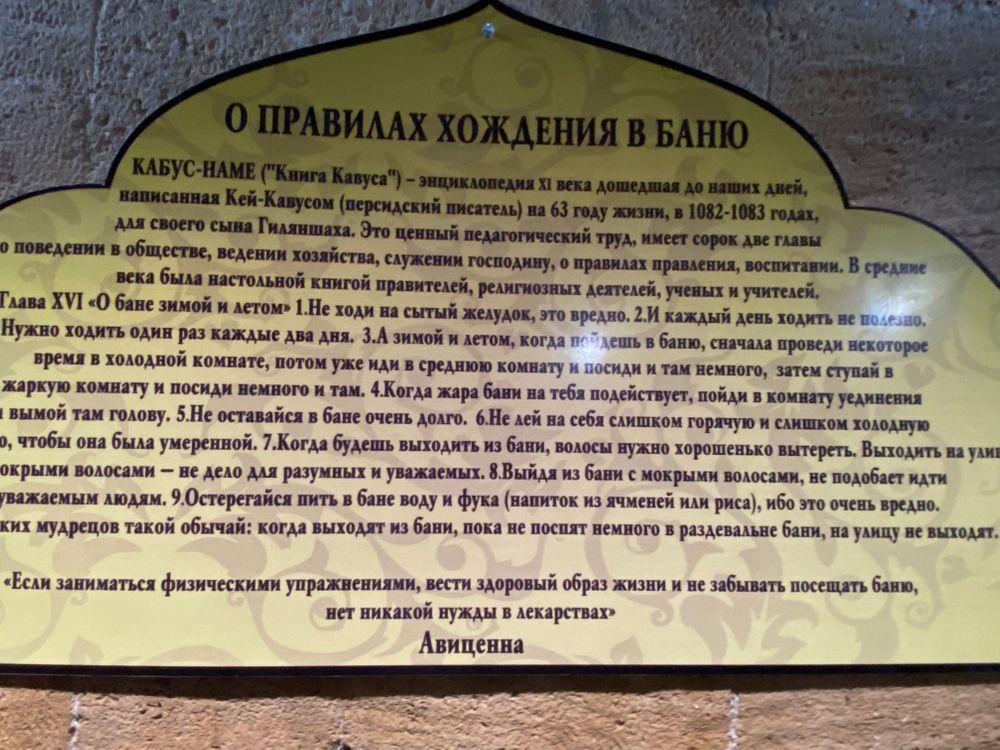 О ПРАВИЛАХ ХОЖДЕНИЯ В БАНЮ
КАБУС-НАМЕ ("Книга Кавуса") – энциклопедия XI века дошедшая до наших дней,
написанная Кей-Кавусом (персидский писатель) на 63 году жизни, в 1082-1083 годах,
для своего сына Гиляншаха. Это ценный педагогический труд, имеет сорок две главы
о поведении в обществе, ведении хозяйства, служении господину, о правилах правления, воспитании. В средние
века была настольной книгой правителей, религиозных деятелей, ученых и учителей.
Глава XVI «О бане зимой и летом» 1.Не ходи на сытый желудок, это вредно. 2.И каждый день ходить не полезно.
Нужно ходить один раз каждые два дня. 3.А зимой и летом, когда пойдешь в баню, сначала проведи некоторое
время в холодной комнате, потом уже иди в среднюю комнату и посиди и там немного, затем ступай в
жаркую комнату и посиди немного и там. 4.Когда жара бани на тебя подействует, пойди в комнату уединения
и вымой там голову. 5.Не оставайся в бане очень долго. 6.Не лей на себя слишком горячую и слишком холодную
чтобы она была умеренной. 7.Когда будешь выходить из бани, волосы нужно хорошенько вытереть. Выходить на
волосами – не дело для разумных и уважаемых. 8.Выйдя из бани с мокрыми волосами, не подобает идти
уважаемым людям. 9.Остерегайся пить в бане воду и фука (напиток из ячменей или риса), ибо это очень вредно.
мудрецов такой обычай: когда выходят из бани, пока не поспят немного в раздевальне бани, на улицу не выходят.
«Если заниматься физическими упражнениями, вести здоровый образ жизни и не забывать посещать баню,
нет никакой нужды в лекарствах»
Авиценна